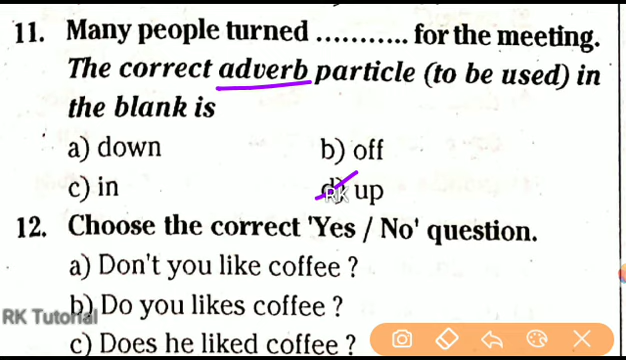 11. Many people turned ........... for the meeting.
The correct adverb particle (to be used) in
the blank is
a) down b) off
c) in d) up
RK
12. Choose the correct 'Yes / No' question.
a) Don't you like coffee ?
b) Do you likes coffee ?
RK Tutorial
c) Does he liked coffee ?